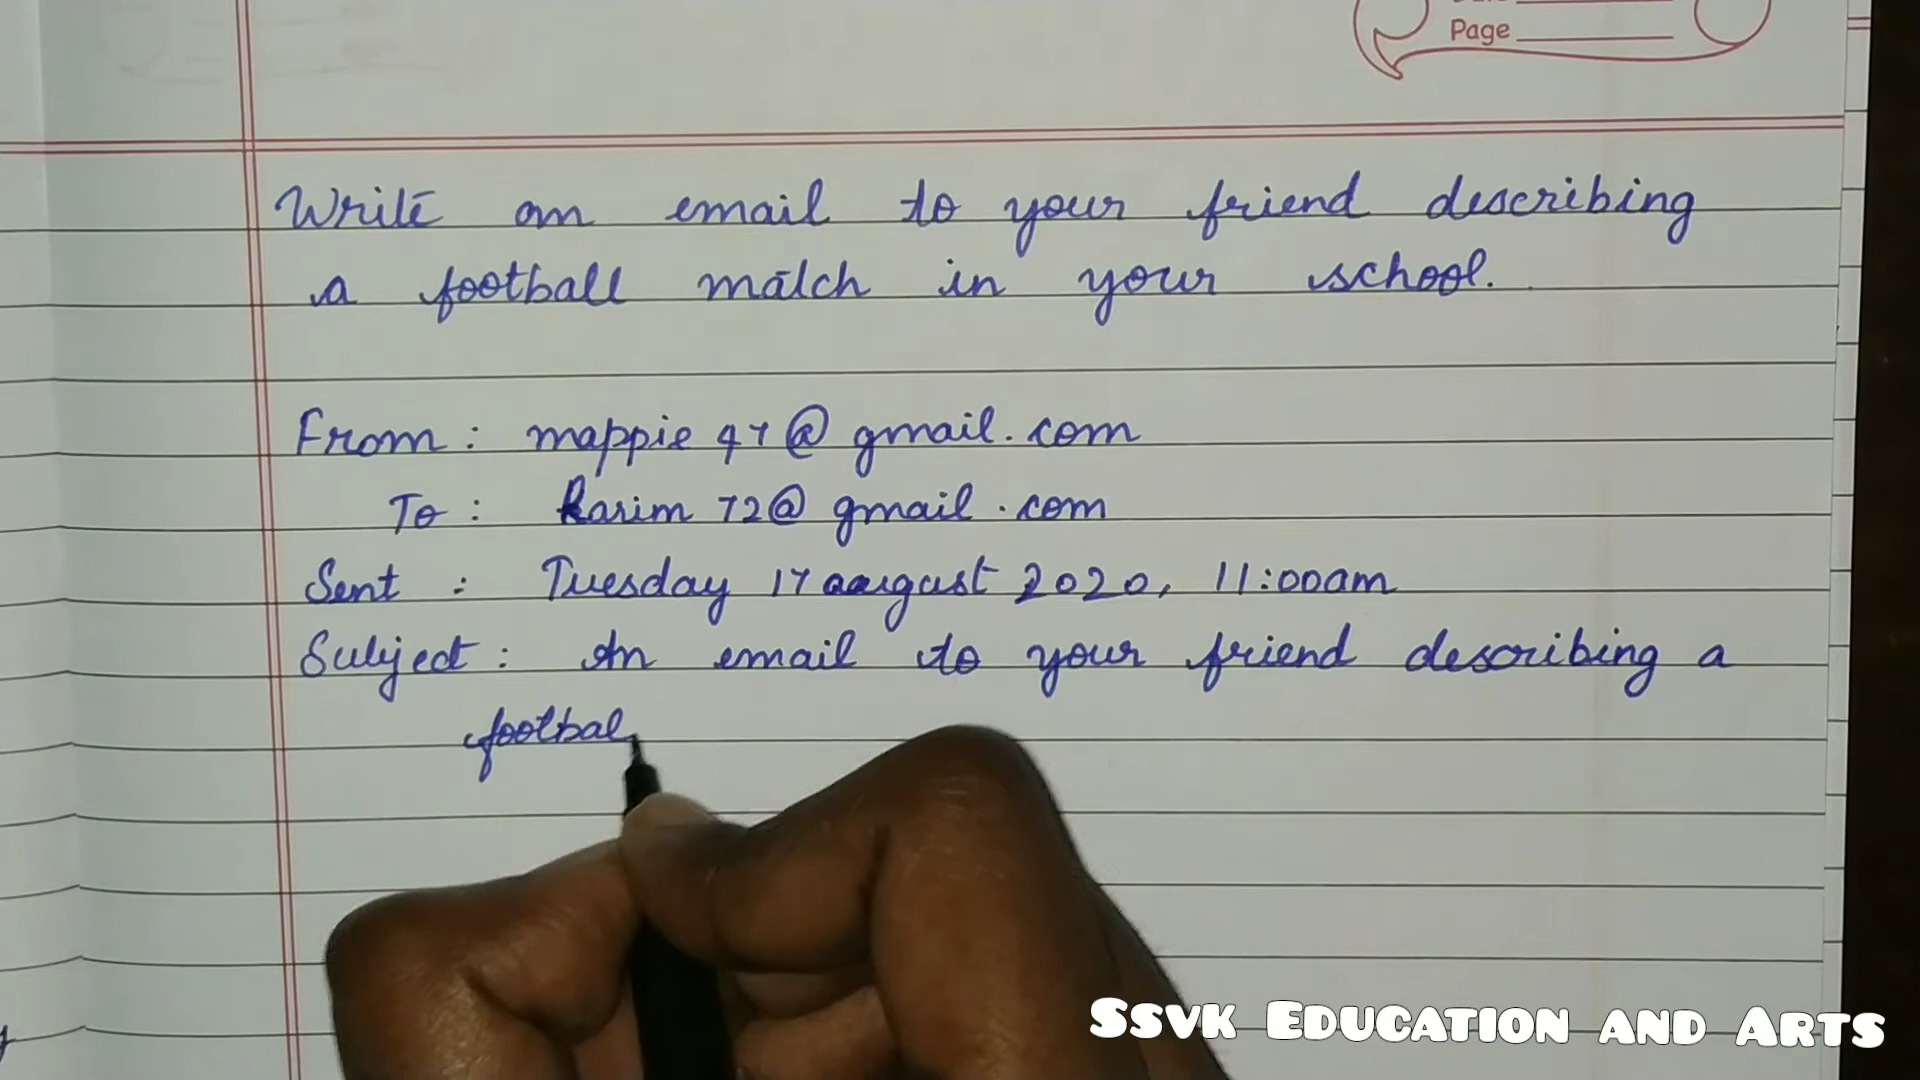 Page
Write an email to your friend describing
a football match in your school.
From : mappie 47@gmail.com
To : karim 72@gmail.com
Sent : Tuesday 17 august 2020, 11:00am
Subject : An email to your friend describing a
footbal
SSVK EDUCATION AND ARTS